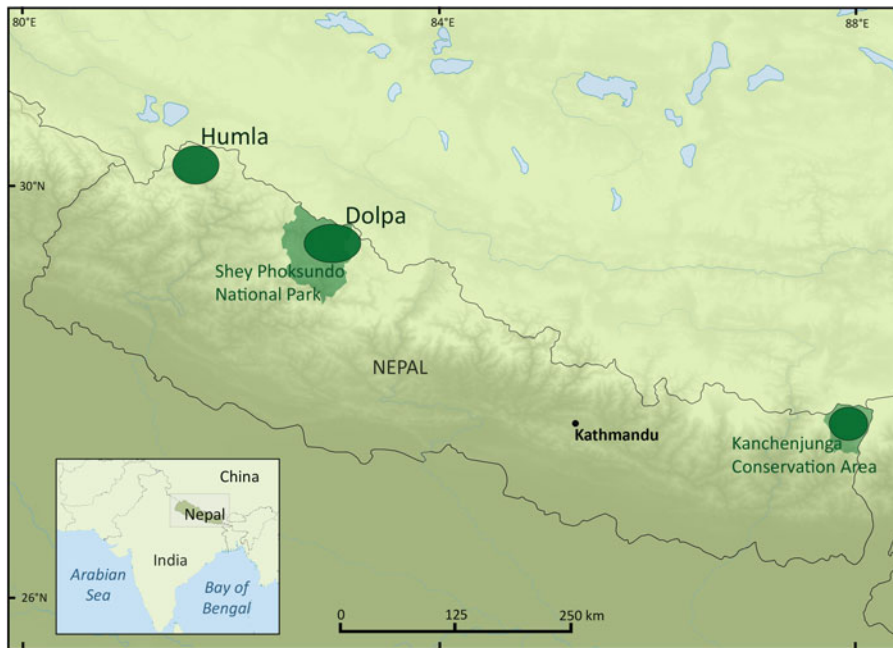 80°E
84°E
88°E
Humla
30°N
Dolpa
Shey Phoksundo
National Park
NEPAL
Kathmandu
Kanchenjunga
Conservation Area
China
Nepal
India
Arabian
Sea
Bay of
Bengal
26°N
0
125
250 km